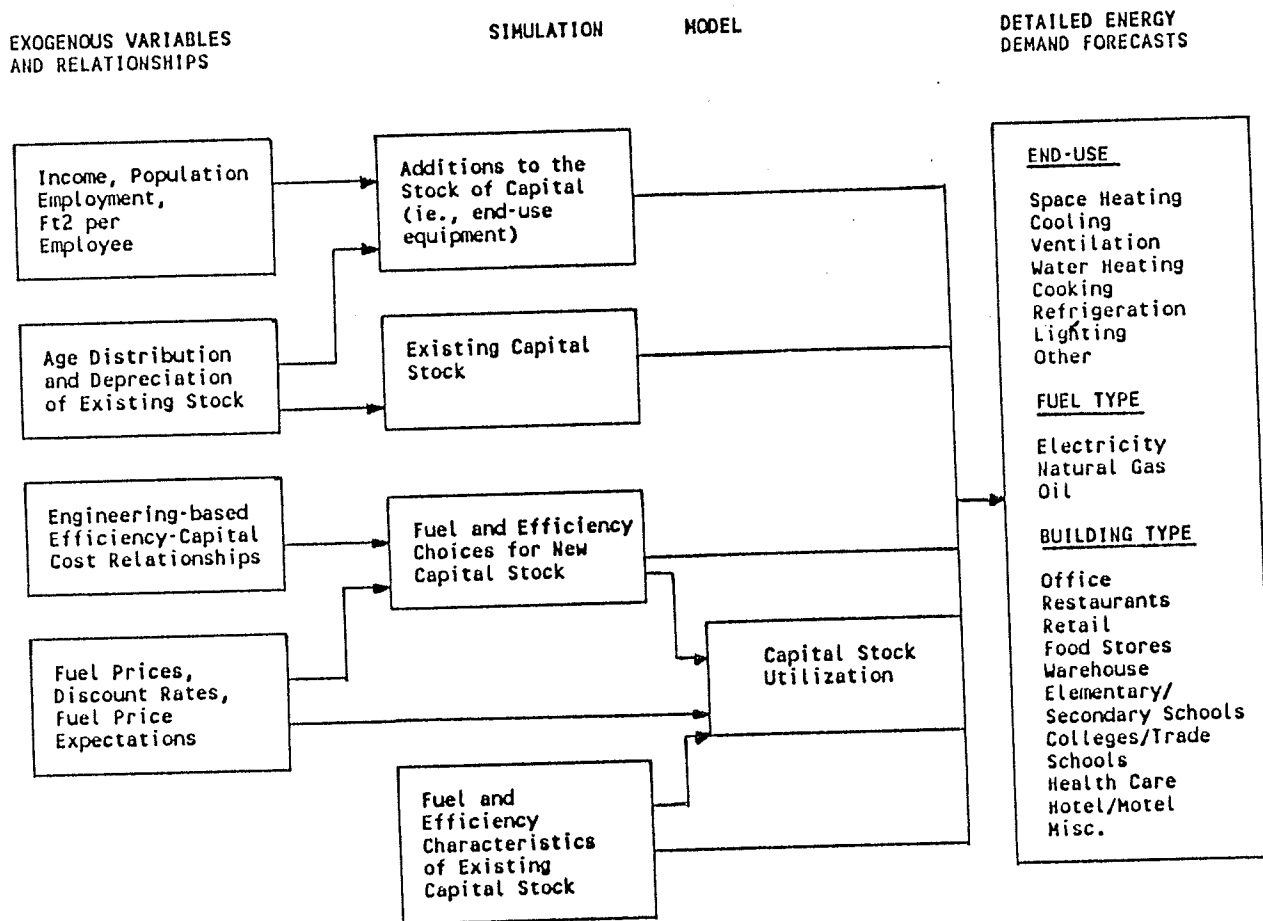 EXOGENOUS VARIABLES
AND RELATIONSHIPS
SIMULATION MODEL
DETAILED ENERGY
DEMAND FORECASTS
Income, Population
Employment,
Ft2 per
Employee
Age Distribution
and Depreciation
of Existing Stock
Engineering-based
Efficiency-Capital
Cost Relationships
Fuel Prices,
Discount Rates,
Fuel Price
Expectations
Additions to the
Stock of Capital
(ie., end-use
equipment)
Existing Capital
Stock
Fuel and Efficiency
Choices for New
Capital Stock
Capital Stock
Utilization
Fuel and
Efficiency
Characteristics
of Existing
Capital Stock
END-USE
Space Heating
Cooling
Ventilation
Water Heating
Cooking
Refrigeration
Lighting
Other
FUEL TYPE
Electricity
Natural Gas
Oil
BUILDING TYPE
Office
Restaurants
Retail
Food Stores
Warehouse
Elementary/
Secondary Schools
Colleges/Trade
Schools
Health Care
Hotel/Motel
Misc.